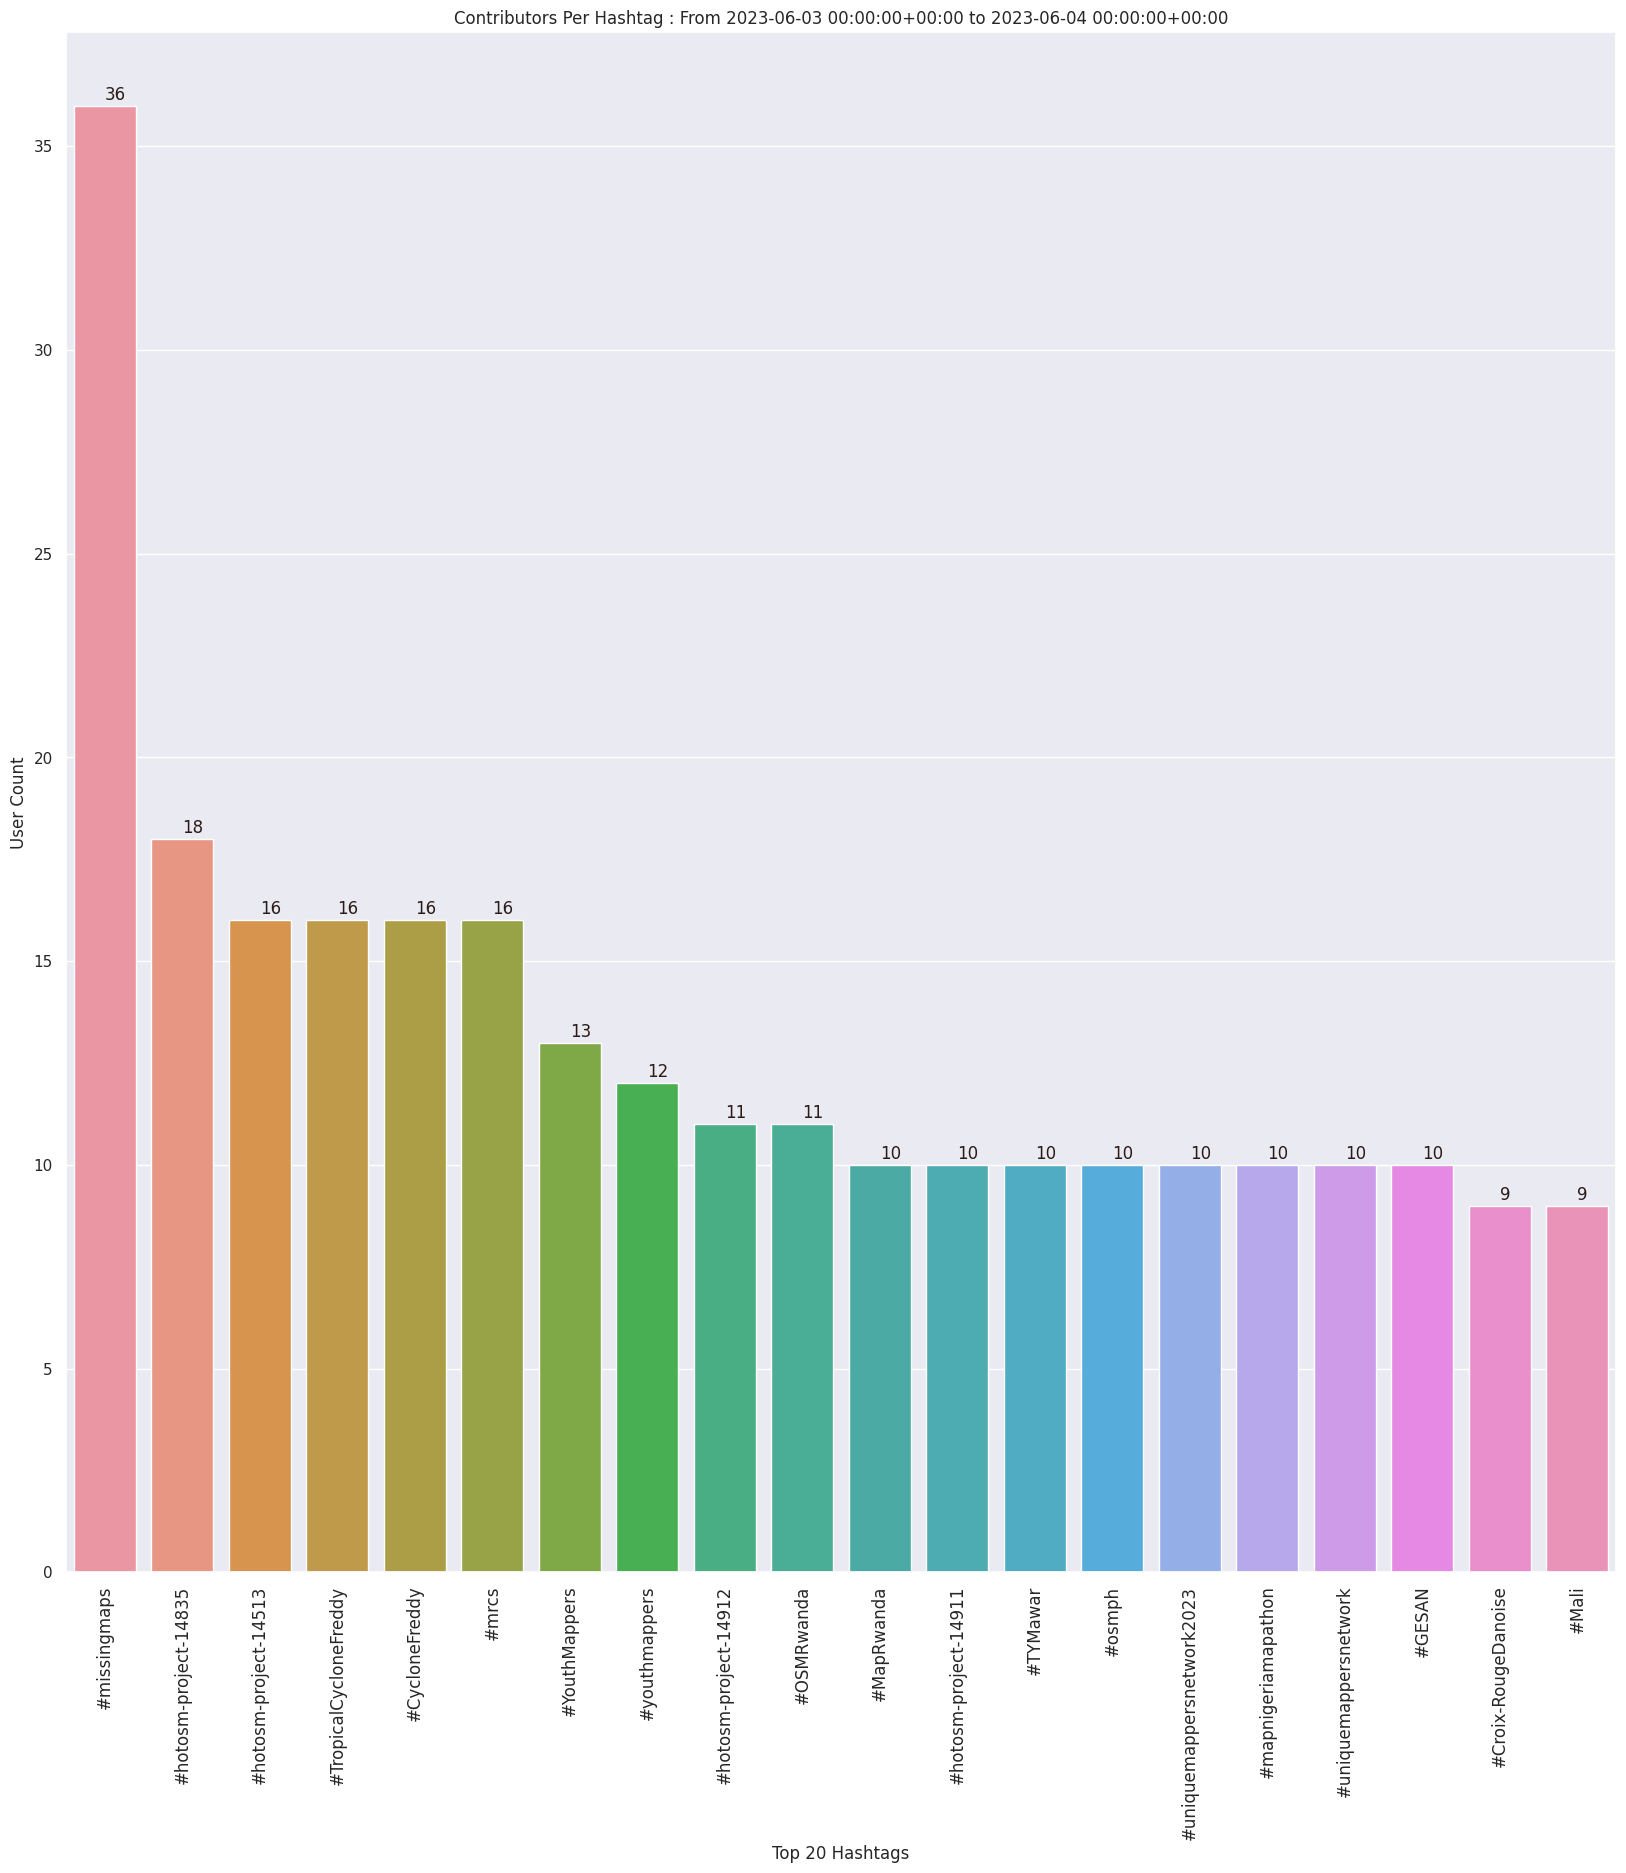 Contributors Per Hashtag : From 2023-06-03 00:00:00+00:00 to 2023-06-04 00:00:00+00:00
User Count
35
30
25
20
15
10
5
0
36
18
16
16
16
16
13
12
11
11
10
10
10
10
10
10
10
10
9
9
#missingmaps
#hotosm-project-14835
#hotosm-project-14513
#TropicalCycloneFreddy
#CycloneFreddy
#mrcs
#YouthMappers
#youthmappers
#hotosm-project-14912
#OSMRwanda
#MapRwanda
#hotosm-project-14911
#TYMawar
#osmph
#uniquemappersnetwork2023
#mapnigeriamapathon
#uniquemappersnetwork
#GESAN
#Croix-RougeDanoise
#Mali
Top 20 Hashtags